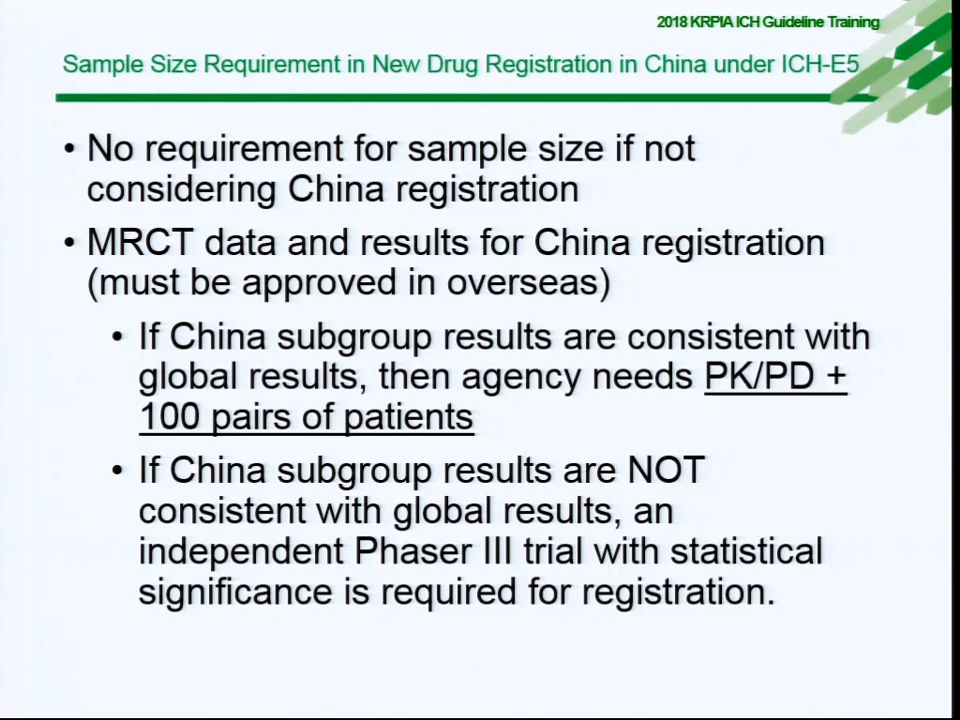 2018 KRPIA ICH Guideline Training
Sample Size Requirement in New Drug Registration in China under ICH-E5
• No requirement for sample size if not
considering China registration
• MRCT data and results for China registration
(must be approved in overseas)
• If China subgroup results are consistent with
global results, then agency needs PK/PD +
100 pairs of patients
• If China subgroup results are NOT
consistent with global results, an
independent Phaser III trial with statistical
significance is required for registration.